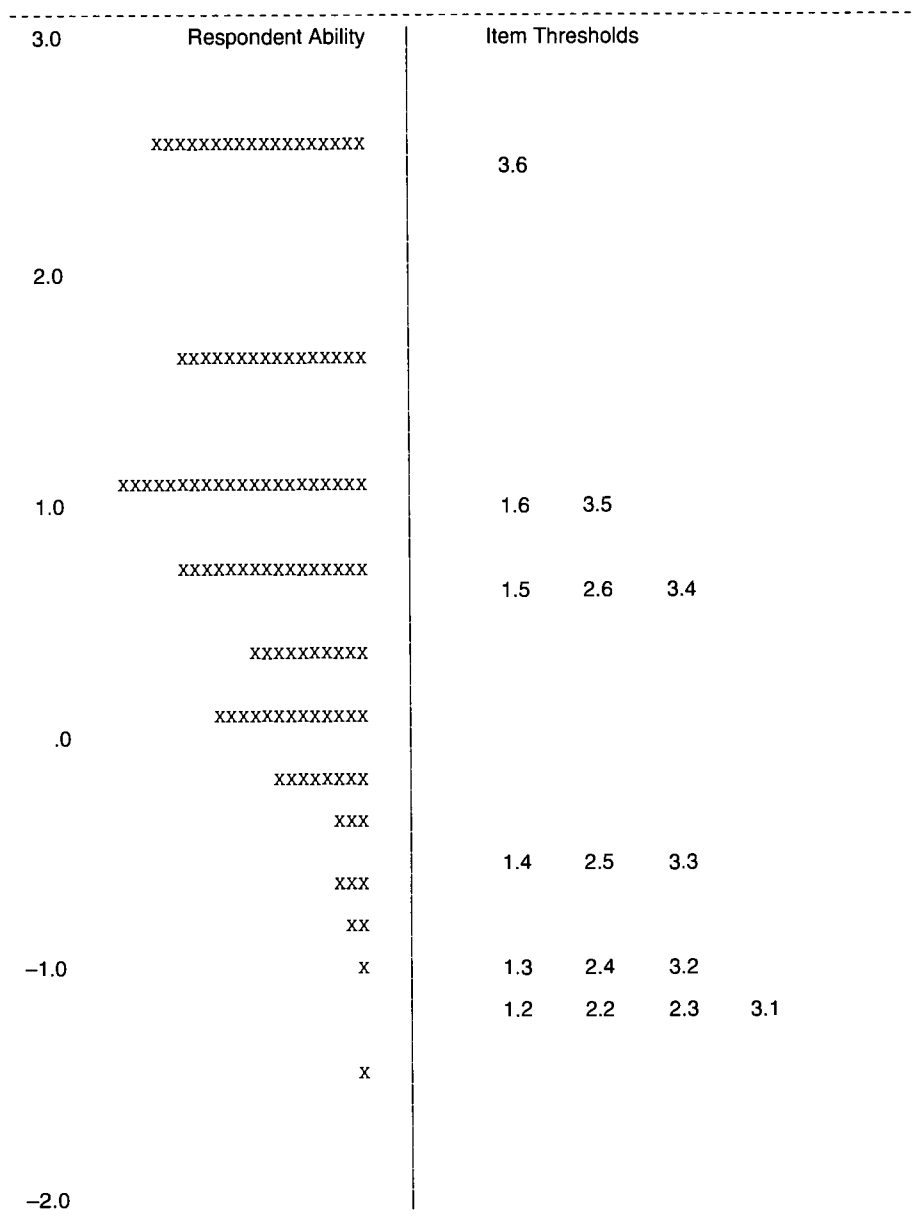 3.0 Respondent Ability Item Thresholds
xxxxxxxxxxxxxxxxxx
3.6
2.0
xxxxxxxxxxxxxxxx
xxxxxxxxxxxxxxxxxxxxx
1.0 1.6 3.5
xxxxxxxxxxxxxxxx
1.5 2.6 3.4
xxxxxxxxxx
xxxxxxxxxxxxx
.0
xxxxxxxx
xxx
1.4 2.5 3.3
xxx
xx
–1.0 x 1.3 2.4 3.2
1.2 2.2 2.3 3.1
x
–2.0